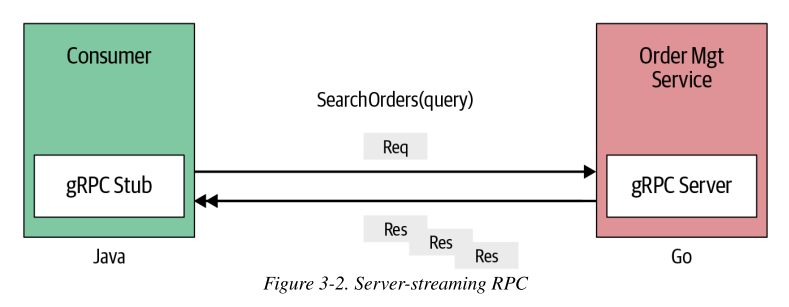 Consumer
Order Mgt
Service
SearchOrders(query)
Req
gRPC Stub
gRPC Server
Res
Res
Res
Java
Go
Figure 3-2. Server-streaming RPC